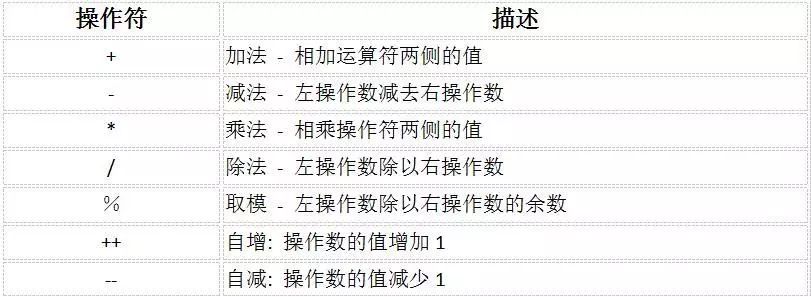 操作符 描述
+ 加法 - 相加运算符两侧的值
- 减法 - 左操作数减去右操作数
* 乘法 - 相乘操作符两侧的值
/ 除法 - 左操作数除以右操作数
% 取模 - 左操作数除以右操作数的余数
++ 自增: 操作数的值增加 1
-- 自减: 操作数的值减少 1